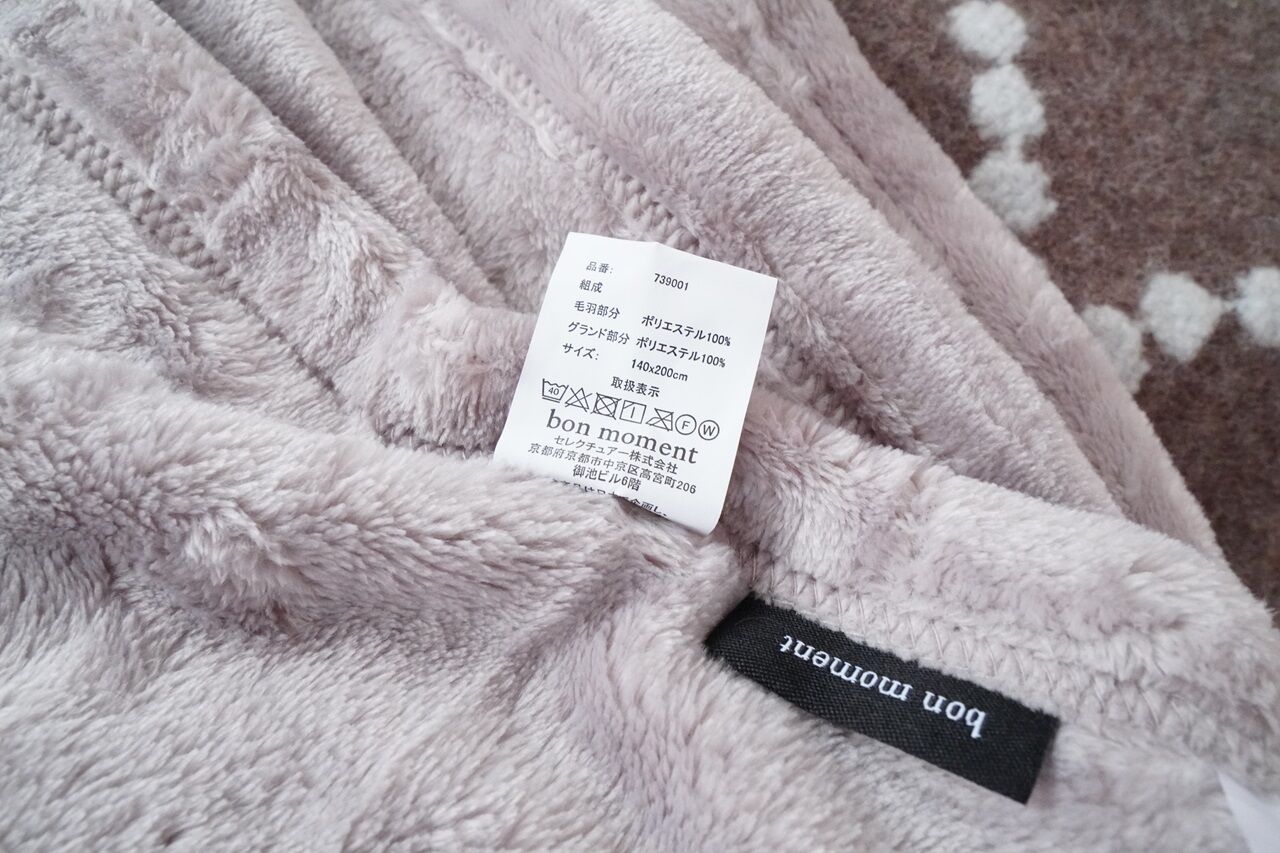 品番: 739001
組成
毛羽部分 ポリエステル100%
グランド部分 ポリエステル100%
サイズ: 140x200cm
取扱表示
40 F W
bon moment
セレクチュアー株式会社
京都府京都市中京区高宮町206
御池ビル6階
bon moment